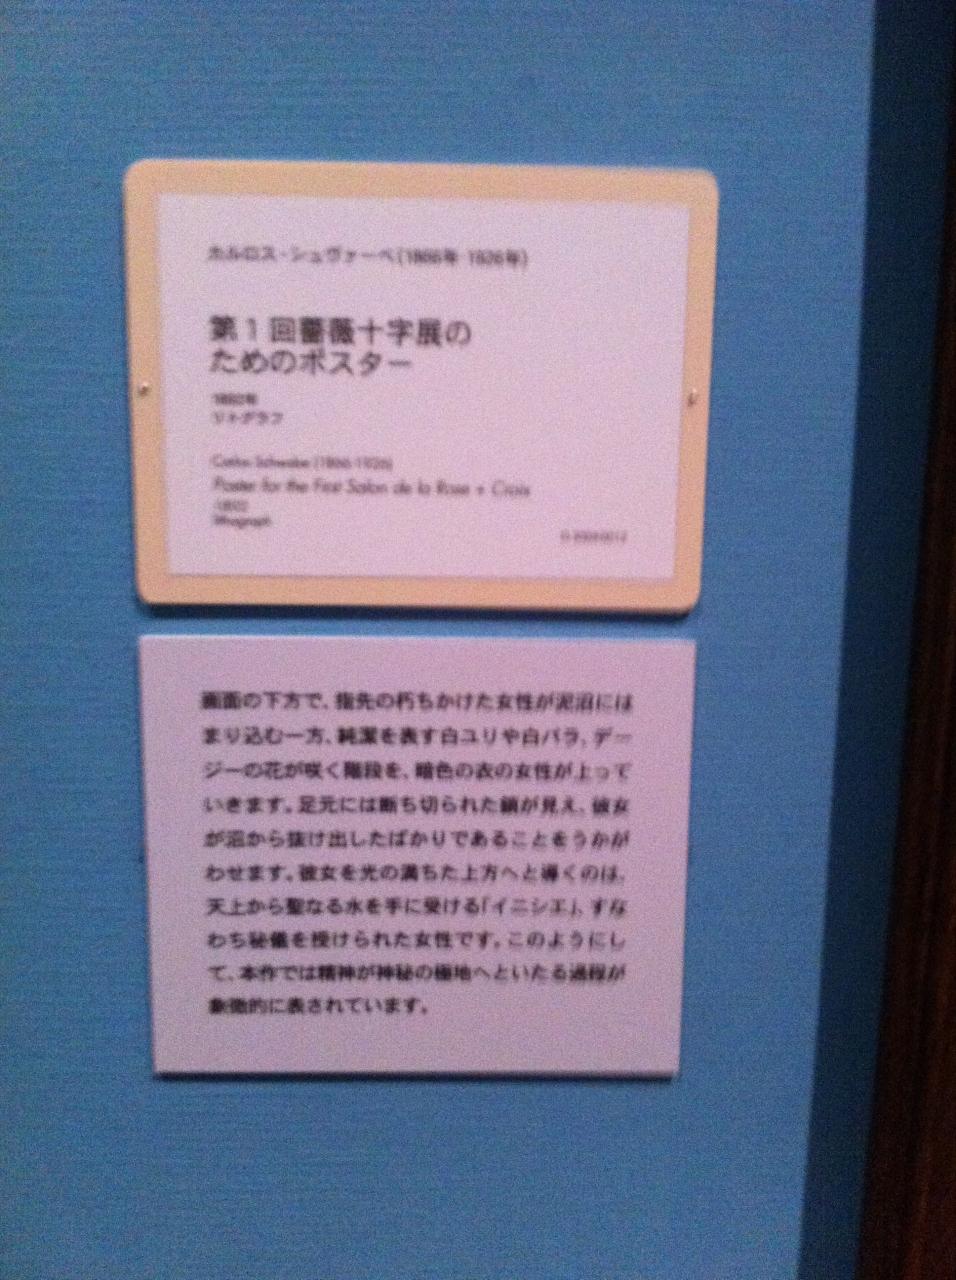 カルロス・シュヴァーベ(1866年-1926年)
第1回薔薇十字展の
ためのポスター
1892年
リトグラフ
Carlos Schwabe (1866-1926)
Poster for the First Salon de la Rose + Croix
1892
lithograph
画面の下方で、指先の朽ちかけた女性が泥沼には
まり込む一方、純潔を表す白ユリや白バラ、デー
ジーの花が咲く階段を、暗色の衣の女性が上って
いきます。足元には断ち切られた鎖が見え、彼女
が沼から抜け出したばかりであることをうかが
わせます。彼女を光の満ちた上方へと導くのは、
天上から聖なる水を手に受ける「イニシエ」、すな
わち秘儀を授けられた女性です。このようにし
て、本作では精神が神秘の極地へといたる過程が
象徴的に表されています。